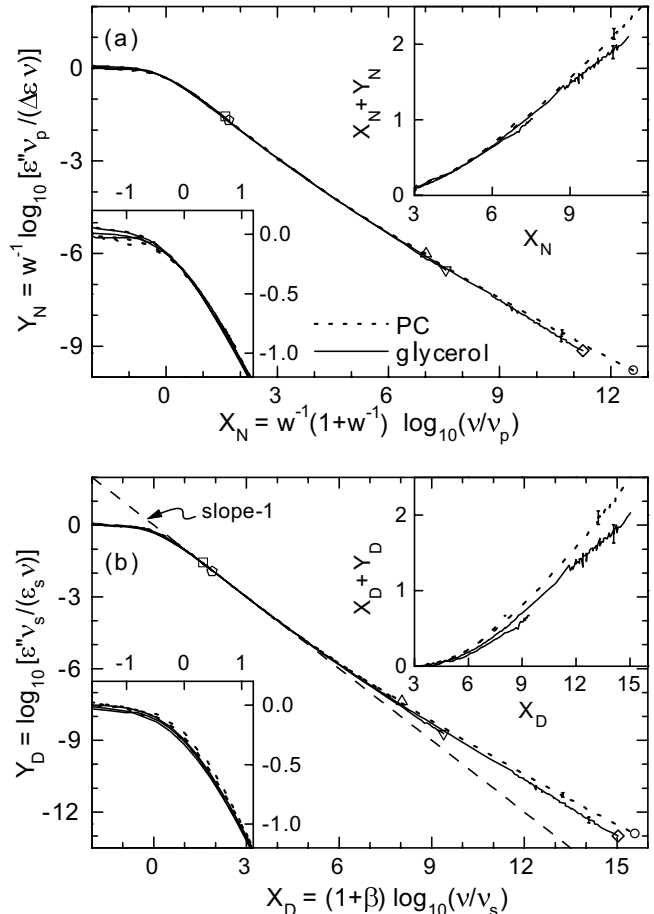 (a)
0
-3
-6
-9
Y_N = w⁻¹ log₁₀ [ε''ν_p/(Δε ν)]
2
1
0
X_N + Y_N
3 6 9
X_N
-1 0 1
0.0
-0.5
-1.0
PC
glycerol
0 3 6 9 12
X_N = w⁻¹(1+w⁻¹) log₁₀(ν/ν_p)
(b)
slope-1
0
-3
-6
-9
-12
Y_D = log₁₀[ε''ν_s/(ε_s ν)]
2
1
0
X_D + Y_D
3 6 9 12 15
X_D
-1 0 1
0.0
-0.5
-1.0
0 3 6 9 12 15
X_D = (1+β) log₁₀(ν/ν_s)